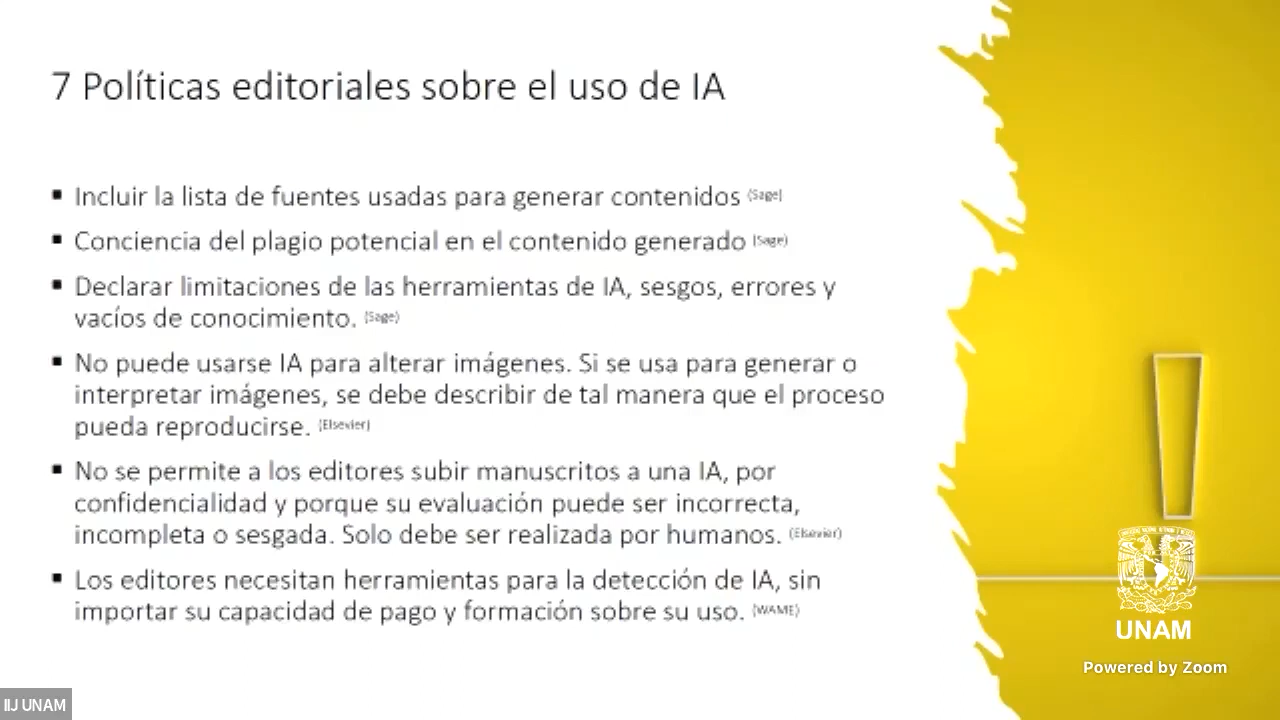 7 Políticas editoriales sobre el uso de IA
▪ Incluir la lista de fuentes usadas para generar contenidos (Sage)
▪ Conciencia del plagio potencial en el contenido generado (Sage)
▪ Declarar limitaciones de las herramientas de IA, sesgos, errores y
vacíos de conocimiento. (Sage)
▪ No puede usarse IA para alterar imágenes. Si se usa para generar o
interpretar imágenes, se debe describir de tal manera que el proceso
pueda reproducirse. (Elsevier)
▪ No se permite a los editores subir manuscritos a una IA, por
confidencialidad y porque su evaluación puede ser incorrecta,
incompleta o sesgada. Solo debe ser realizada por humanos. (Elsevier)
▪ Los editores necesitan herramientas para la detección de IA, sin
importar su capacidad de pago y formación sobre su uso. (WAME)
UNAM
Powered by Zoom
IIJ UNAM